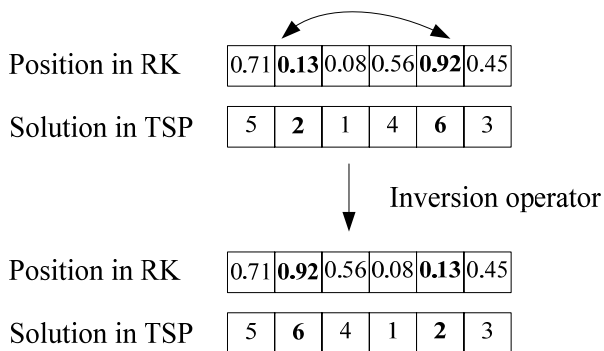 Position in RK 0.71 0.13 0.08 0.56 0.92 0.45
Solution in TSP 5 2 1 4 6 3
Inversion operator
Position in RK 0.71 0.92 0.56 0.08 0.13 0.45
Solution in TSP 5 6 4 1 2 3